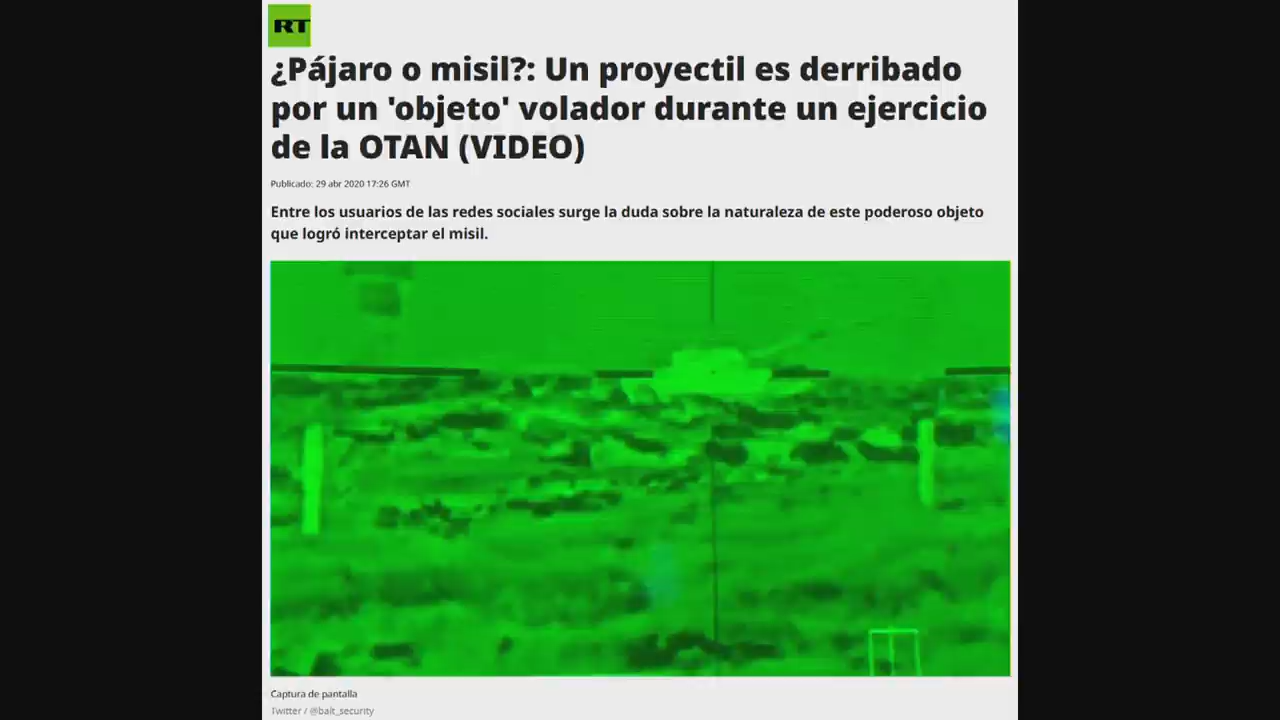 RT
¿Pájaro o misil?: Un proyectil es derribado
por un 'objeto' volador durante un ejercicio
de la OTAN (VIDEO)
Publicado: 29 abr 2020 17:26 GMT
Entre los usuarios de las redes sociales surge la duda sobre la naturaleza de este poderoso objeto
que logró interceptar el misil.
Captura de pantalla
Twitter / @balt_security